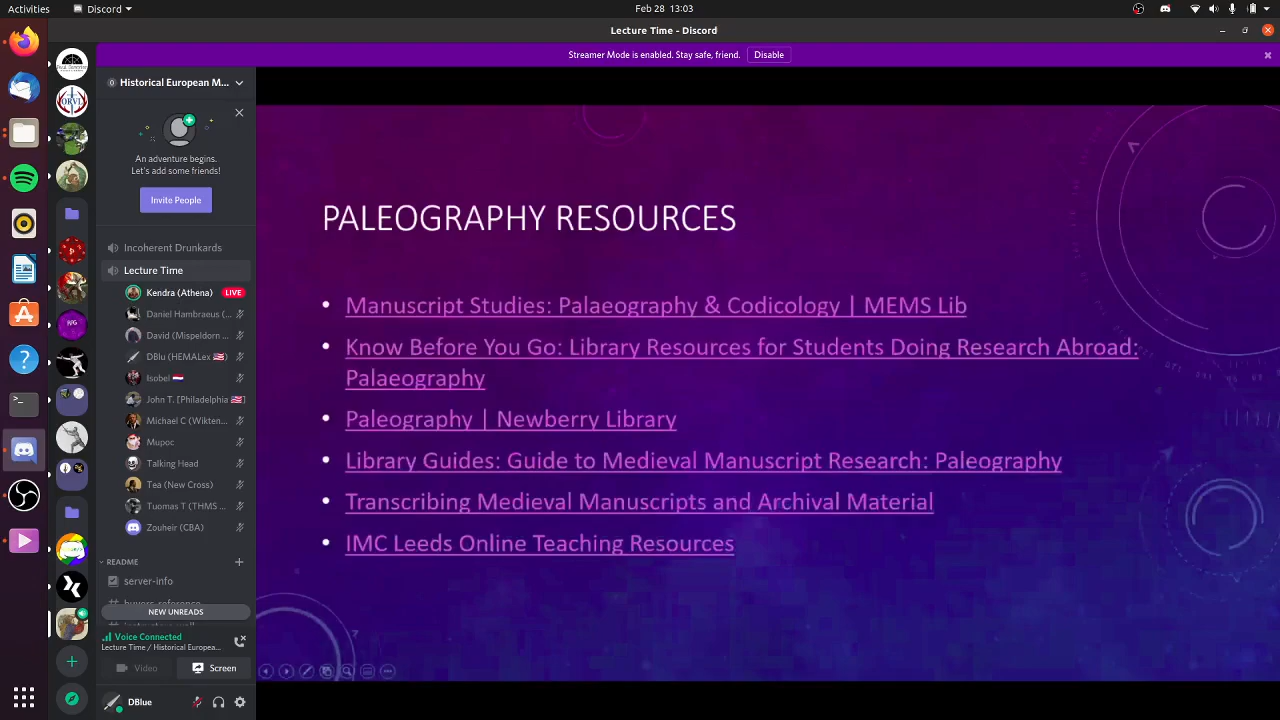 Activities
Discord
Feb 28 13:03
Lecture Time - Discord
Streamer Mode is enabled. Stay safe, friend.
Disable
Historical European M...
An adventure begins.
Let's add some friends!
Invite People
Incoherent Drunkards
Lecture Time
Kendra (Athena) LIVE
Daniel Hambraeus (...
David (Mispeldorn ...
DBlu (HEMALex )
Isobel
John T. [Philadelphia ]
Michael C (Wikten...
Mupoc
Talking Head
Tea (New Cross)
Tuomas T (THMS ...
Zouheir (CBA)
README
server-info
NEW UNREADS
Voice Connected
Lecture Time / Historical Europea...
Video
Screen
DBlue
PALEOGRAPHY RESOURCES
• Manuscript Studies: Palaeography & Codicology | MEMS Lib
• Know Before You Go: Library Resources for Students Doing Research Abroad:
Palaeography
• Paleography | Newberry Library
• Library Guides: Guide to Medieval Manuscript Research: Paleography
• Transcribing Medieval Manuscripts and Archival Material
• IMC Leeds Online Teaching Resources